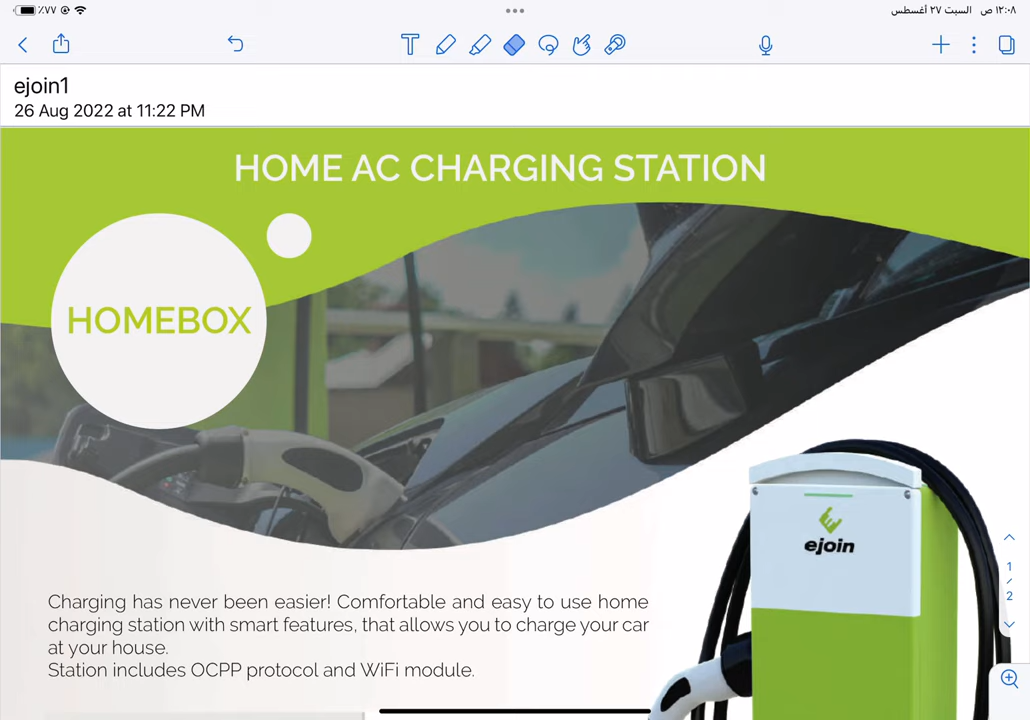 ٪٧٧
١٢:٠٨ ص السبت ٢٧ أغسطس
ejoin1
26 Aug 2022 at 11:22 PM
HOME AC CHARGING STATION
HOMEBOX
ejoin
Charging has never been easier! Comfortable and easy to use home
charging station with smart features, that allows you to charge your car
at your house.
Station includes OCPP protocol and WiFi module.
1
/
2